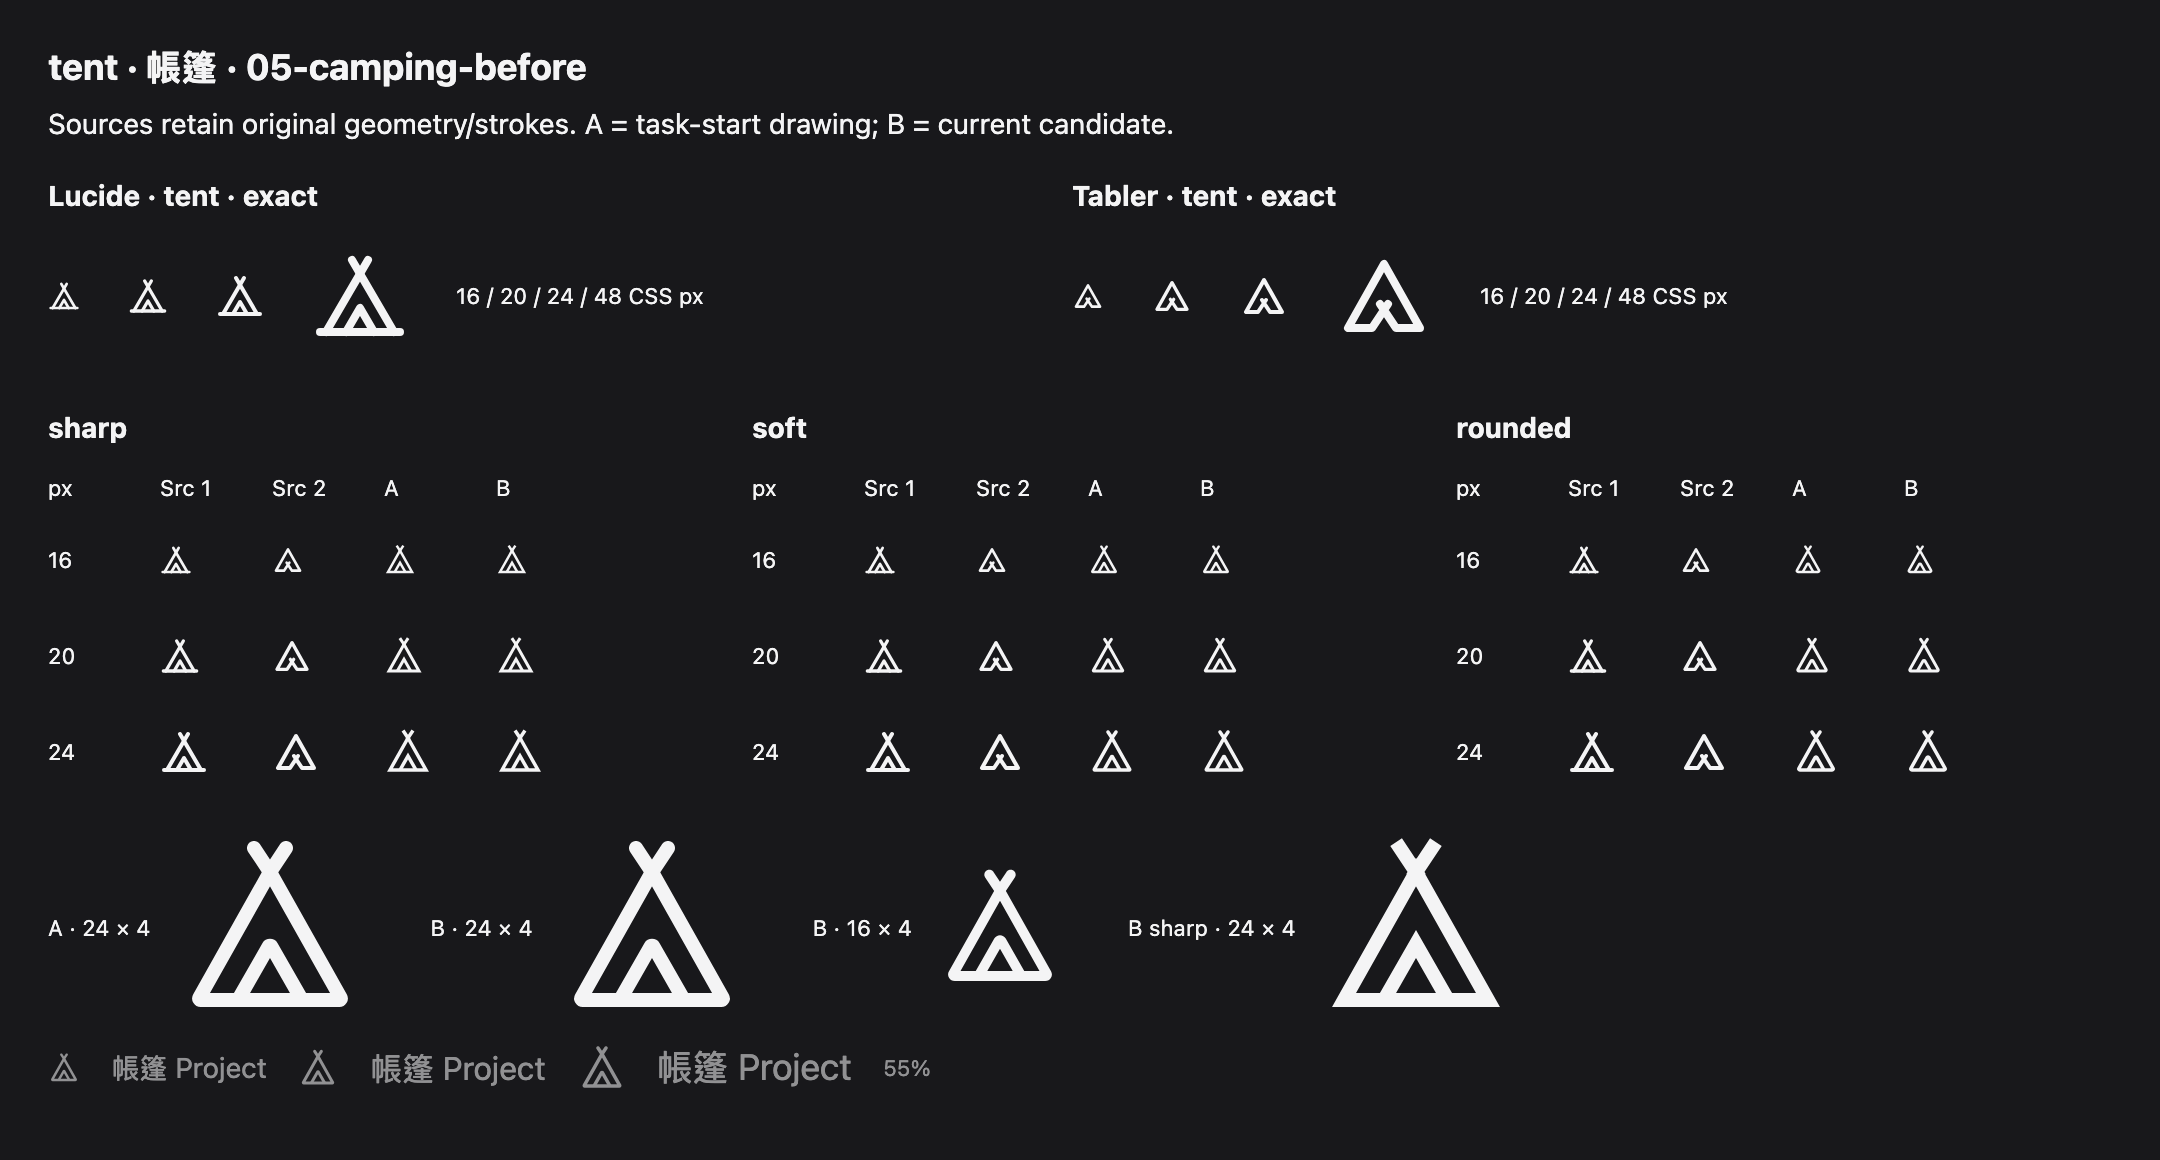 tent · 帳篷 · 05-camping-before
Sources retain original geometry/strokes. A = task-start drawing; B = current candidate.
Lucide · tent · exact
16 / 20 / 24 / 48 CSS px
Tabler · tent · exact
16 / 20 / 24 / 48 CSS px
sharp
px Src 1 Src 2 A B
16
20
24
soft
px Src 1 Src 2 A B
16
20
24
rounded
px Src 1 Src 2 A B
16
20
24
A · 24 × 4
B · 24 × 4
B · 16 × 4
B sharp · 24 × 4
帳篷 Project 帳篷 Project 帳篷 Project 55%